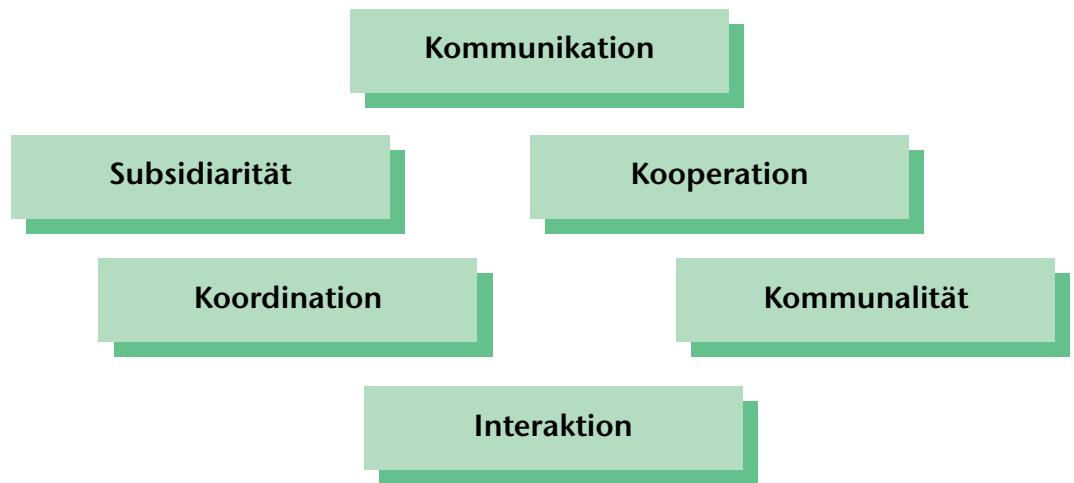 Kommunikation
Subsidiarität
Kooperation
Koordination
Kommunalität
Interaktion